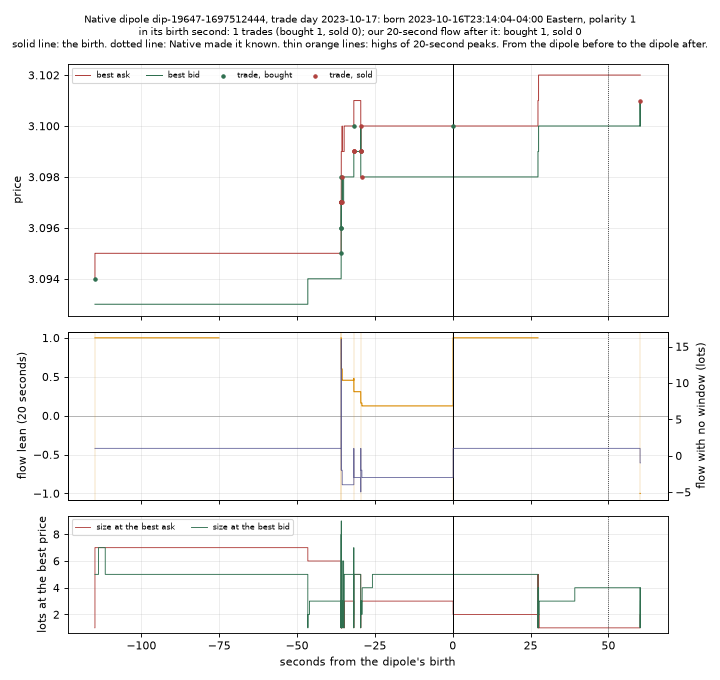 Native dipole dip-19647-1697512444, trade day 2023-10-17: born 2023-10-16T23:14:04-04:00 Eastern, polarity 1
in its birth second: 1 trades (bought 1, sold 0); our 20-second flow after it: bought 1, sold 0
solid line: the birth. dotted line: Native made it known. thin orange lines: highs of 20-second peaks. From the dipole before to the dipole after.
best ask
best bid
trade, bought
trade, sold
3.102
3.100
3.098
3.096
3.094
price
1.0
0.5
0.0
−0.5
−1.0
flow lean (20 seconds)
15
10
5
0
−5
flow with no window (lots)
size at the best ask
size at the best bid
8
6
4
2
lots at the best price
−100
−75
−50
−25
0
25
50
seconds from the dipole's birth